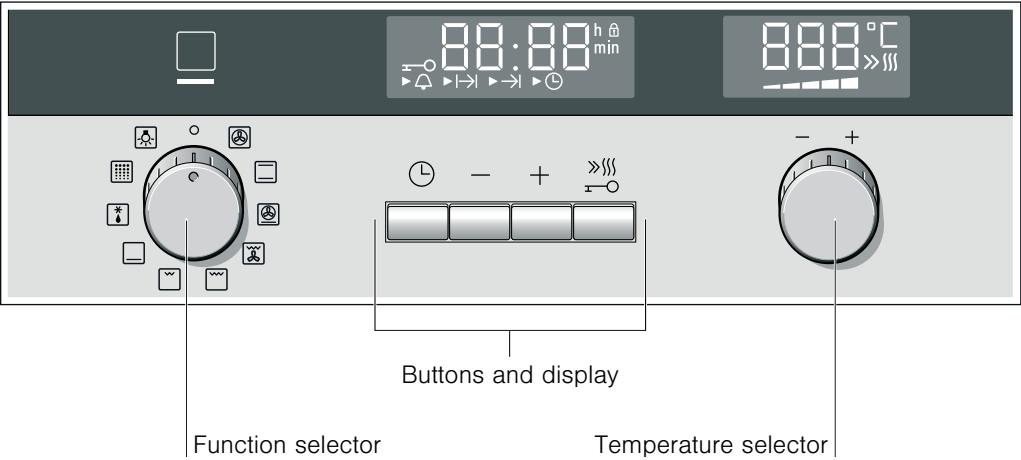 88:88 h
min
888 °C
− +
− +
Buttons and display
Function selector
Temperature selector